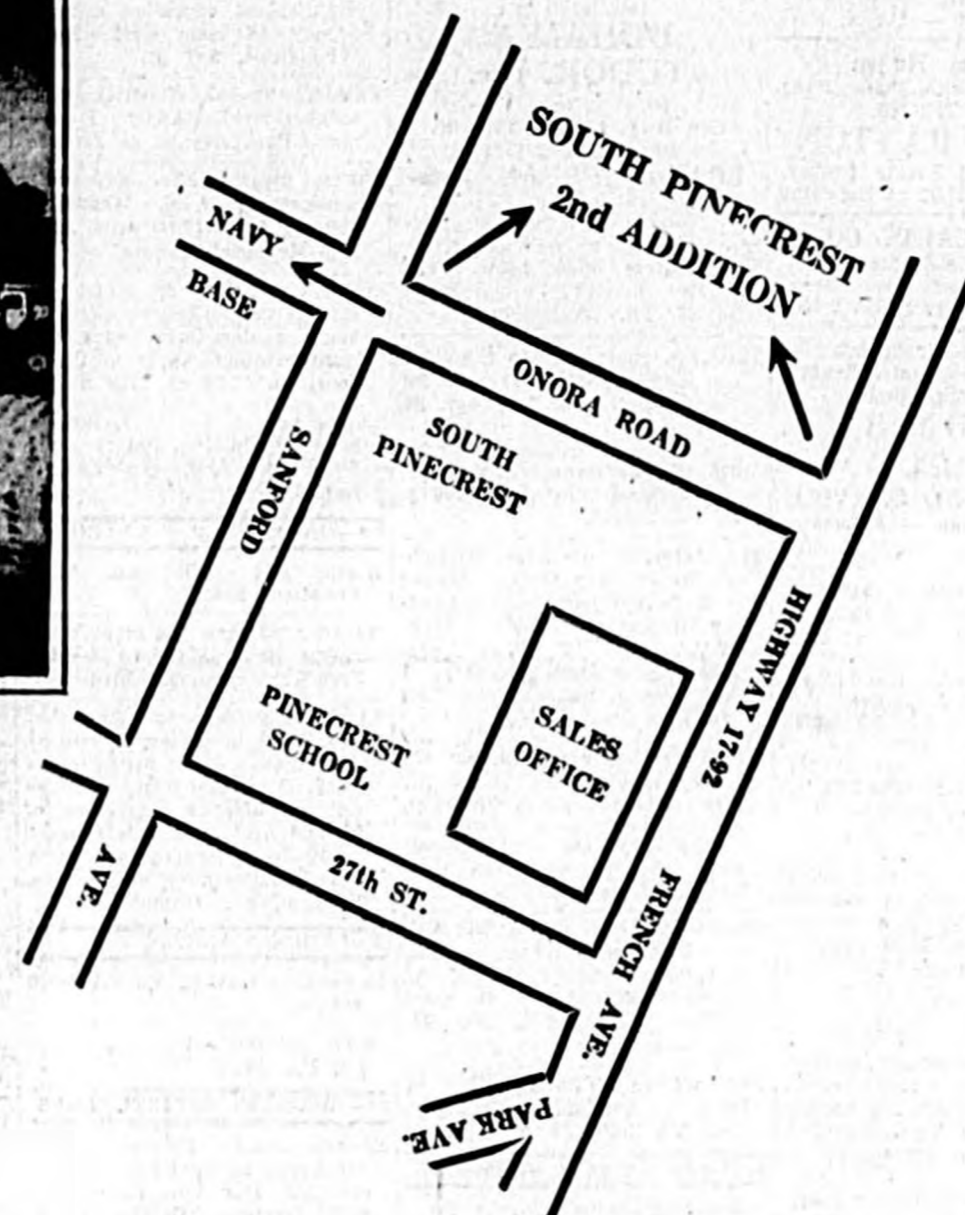 SOUTH PINECREST
2nd ADDITION
NAVY
BASE
ONORA ROAD
SOUTH
PINECREST
SANFORD
HIGHWAY 17-92
SALES
OFFICE
PINECREST
SCHOOL
27th ST.
AVE.
FRENCH AVE.
PARK AVE.